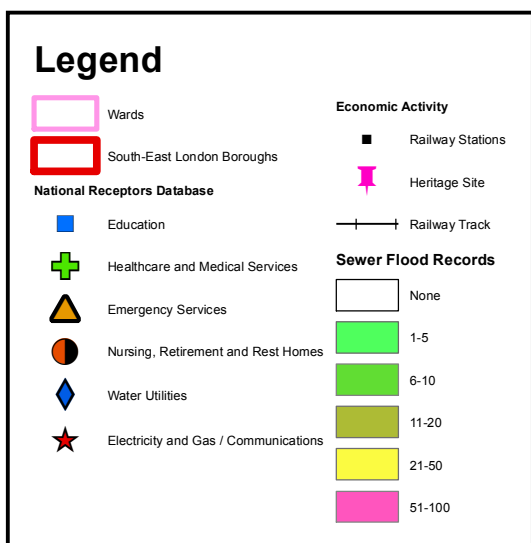 Legend
Wards
South-East London Boroughs
National Receptors Database
Education
Healthcare and Medical Services
Emergency Services
Nursing, Retirement and Rest Homes
Water Utilities
Electricity and Gas / Communications
Economic Activity
Railway Stations
Heritage Site
Railway Track
Sewer Flood Records
None
1-5
6-10
11-20
21-50
51-100